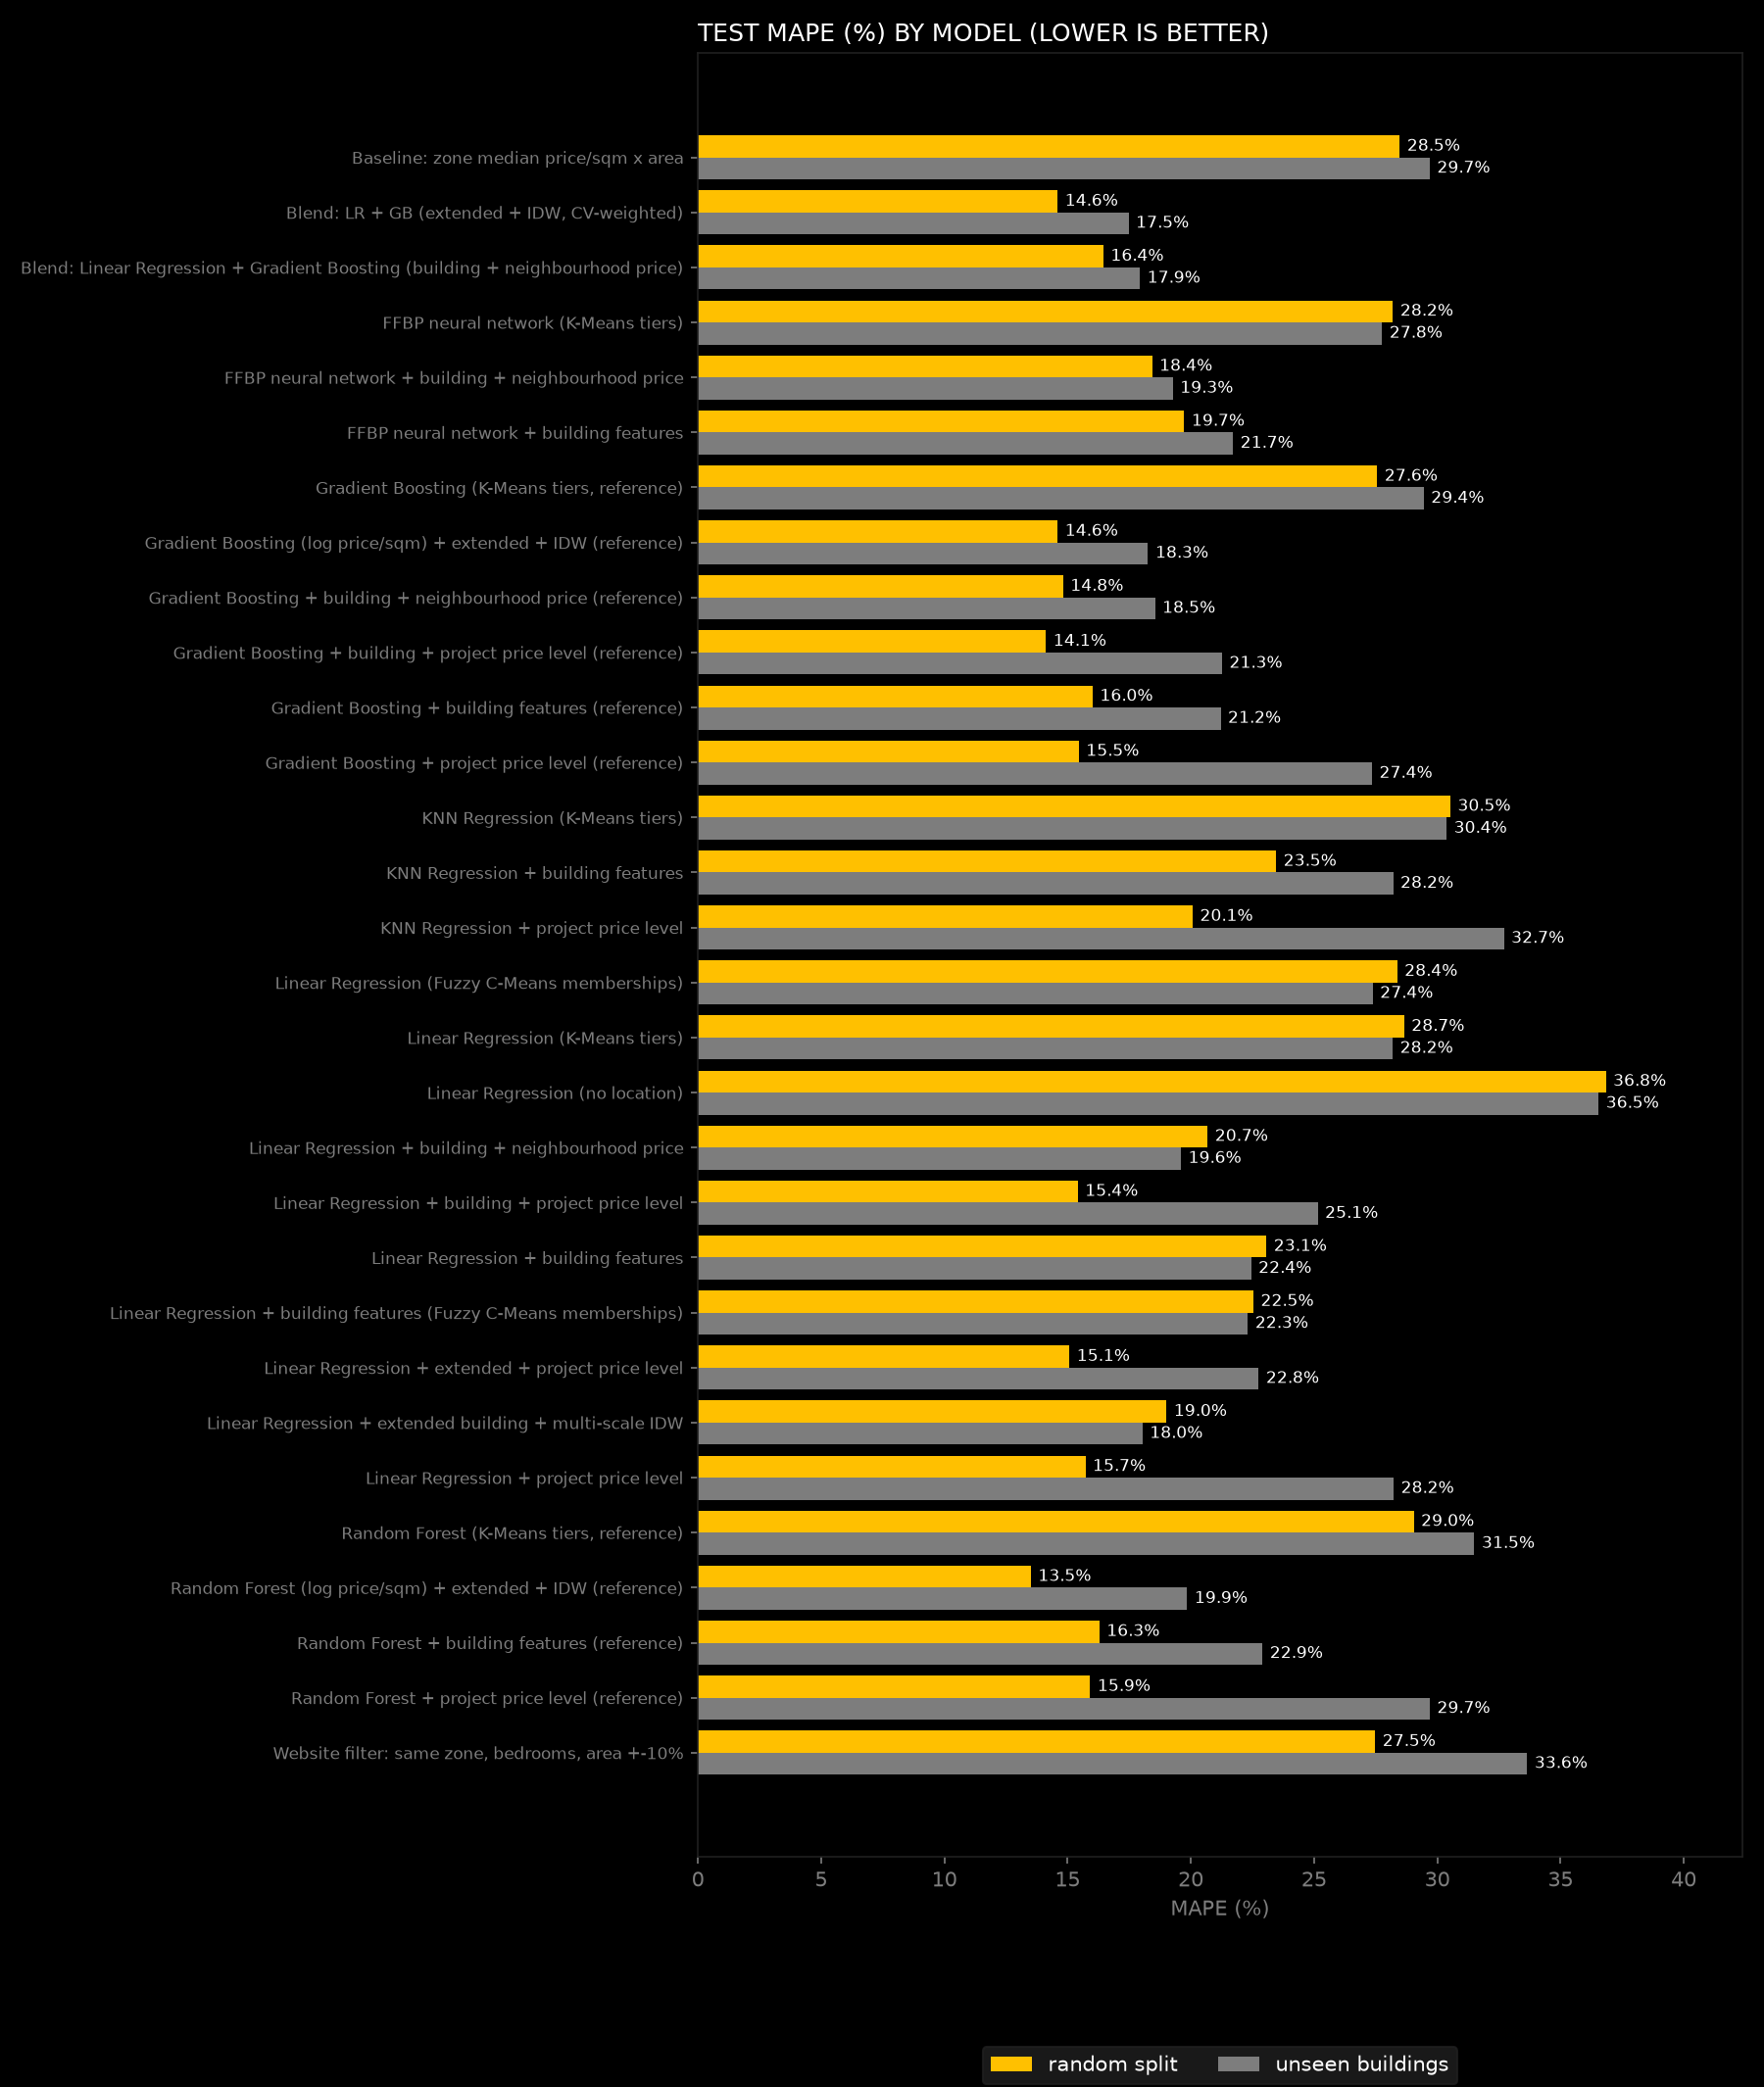 TEST MAPE (%) BY MODEL (LOWER IS BETTER)
Baseline: zone median price/sqm x area
28.5%
29.7%
Blend: LR + GB (extended + IDW, CV-weighted)
14.6%
17.5%
Blend: Linear Regression + Gradient Boosting (building + neighbourhood price)
16.4%
17.9%
FFBP neural network (K-Means tiers)
28.2%
27.8%
FFBP neural network + building + neighbourhood price
18.4%
19.3%
FFBP neural network + building features
19.7%
21.7%
Gradient Boosting (K-Means tiers, reference)
27.6%
29.4%
Gradient Boosting (log price/sqm) + extended + IDW (reference)
14.6%
18.3%
Gradient Boosting + building + neighbourhood price (reference)
14.8%
18.5%
Gradient Boosting + building + project price level (reference)
14.1%
21.3%
Gradient Boosting + building features (reference)
16.0%
21.2%
Gradient Boosting + project price level (reference)
15.5%
27.4%
KNN Regression (K-Means tiers)
30.5%
30.4%
KNN Regression + building features
23.5%
28.2%
KNN Regression + project price level
20.1%
32.7%
Linear Regression (Fuzzy C-Means memberships)
28.4%
27.4%
Linear Regression (K-Means tiers)
28.7%
28.2%
Linear Regression (no location)
36.8%
36.5%
Linear Regression + building + neighbourhood price
20.7%
19.6%
Linear Regression + building + project price level
15.4%
25.1%
Linear Regression + building features
23.1%
22.4%
Linear Regression + building features (Fuzzy C-Means memberships)
22.5%
22.3%
Linear Regression + extended + project price level
15.1%
22.8%
Linear Regression + extended building + multi-scale IDW
19.0%
18.0%
Linear Regression + project price level
15.7%
28.2%
Random Forest (K-Means tiers, reference)
29.0%
31.5%
Random Forest (log price/sqm) + extended + IDW (reference)
13.5%
19.9%
Random Forest + building features (reference)
16.3%
22.9%
Random Forest + project price level (reference)
15.9%
29.7%
Website filter: same zone, bedrooms, area +-10%
27.5%
33.6%
0 5 10 15 20 25 30 35 40
MAPE (%)
random split unseen buildings